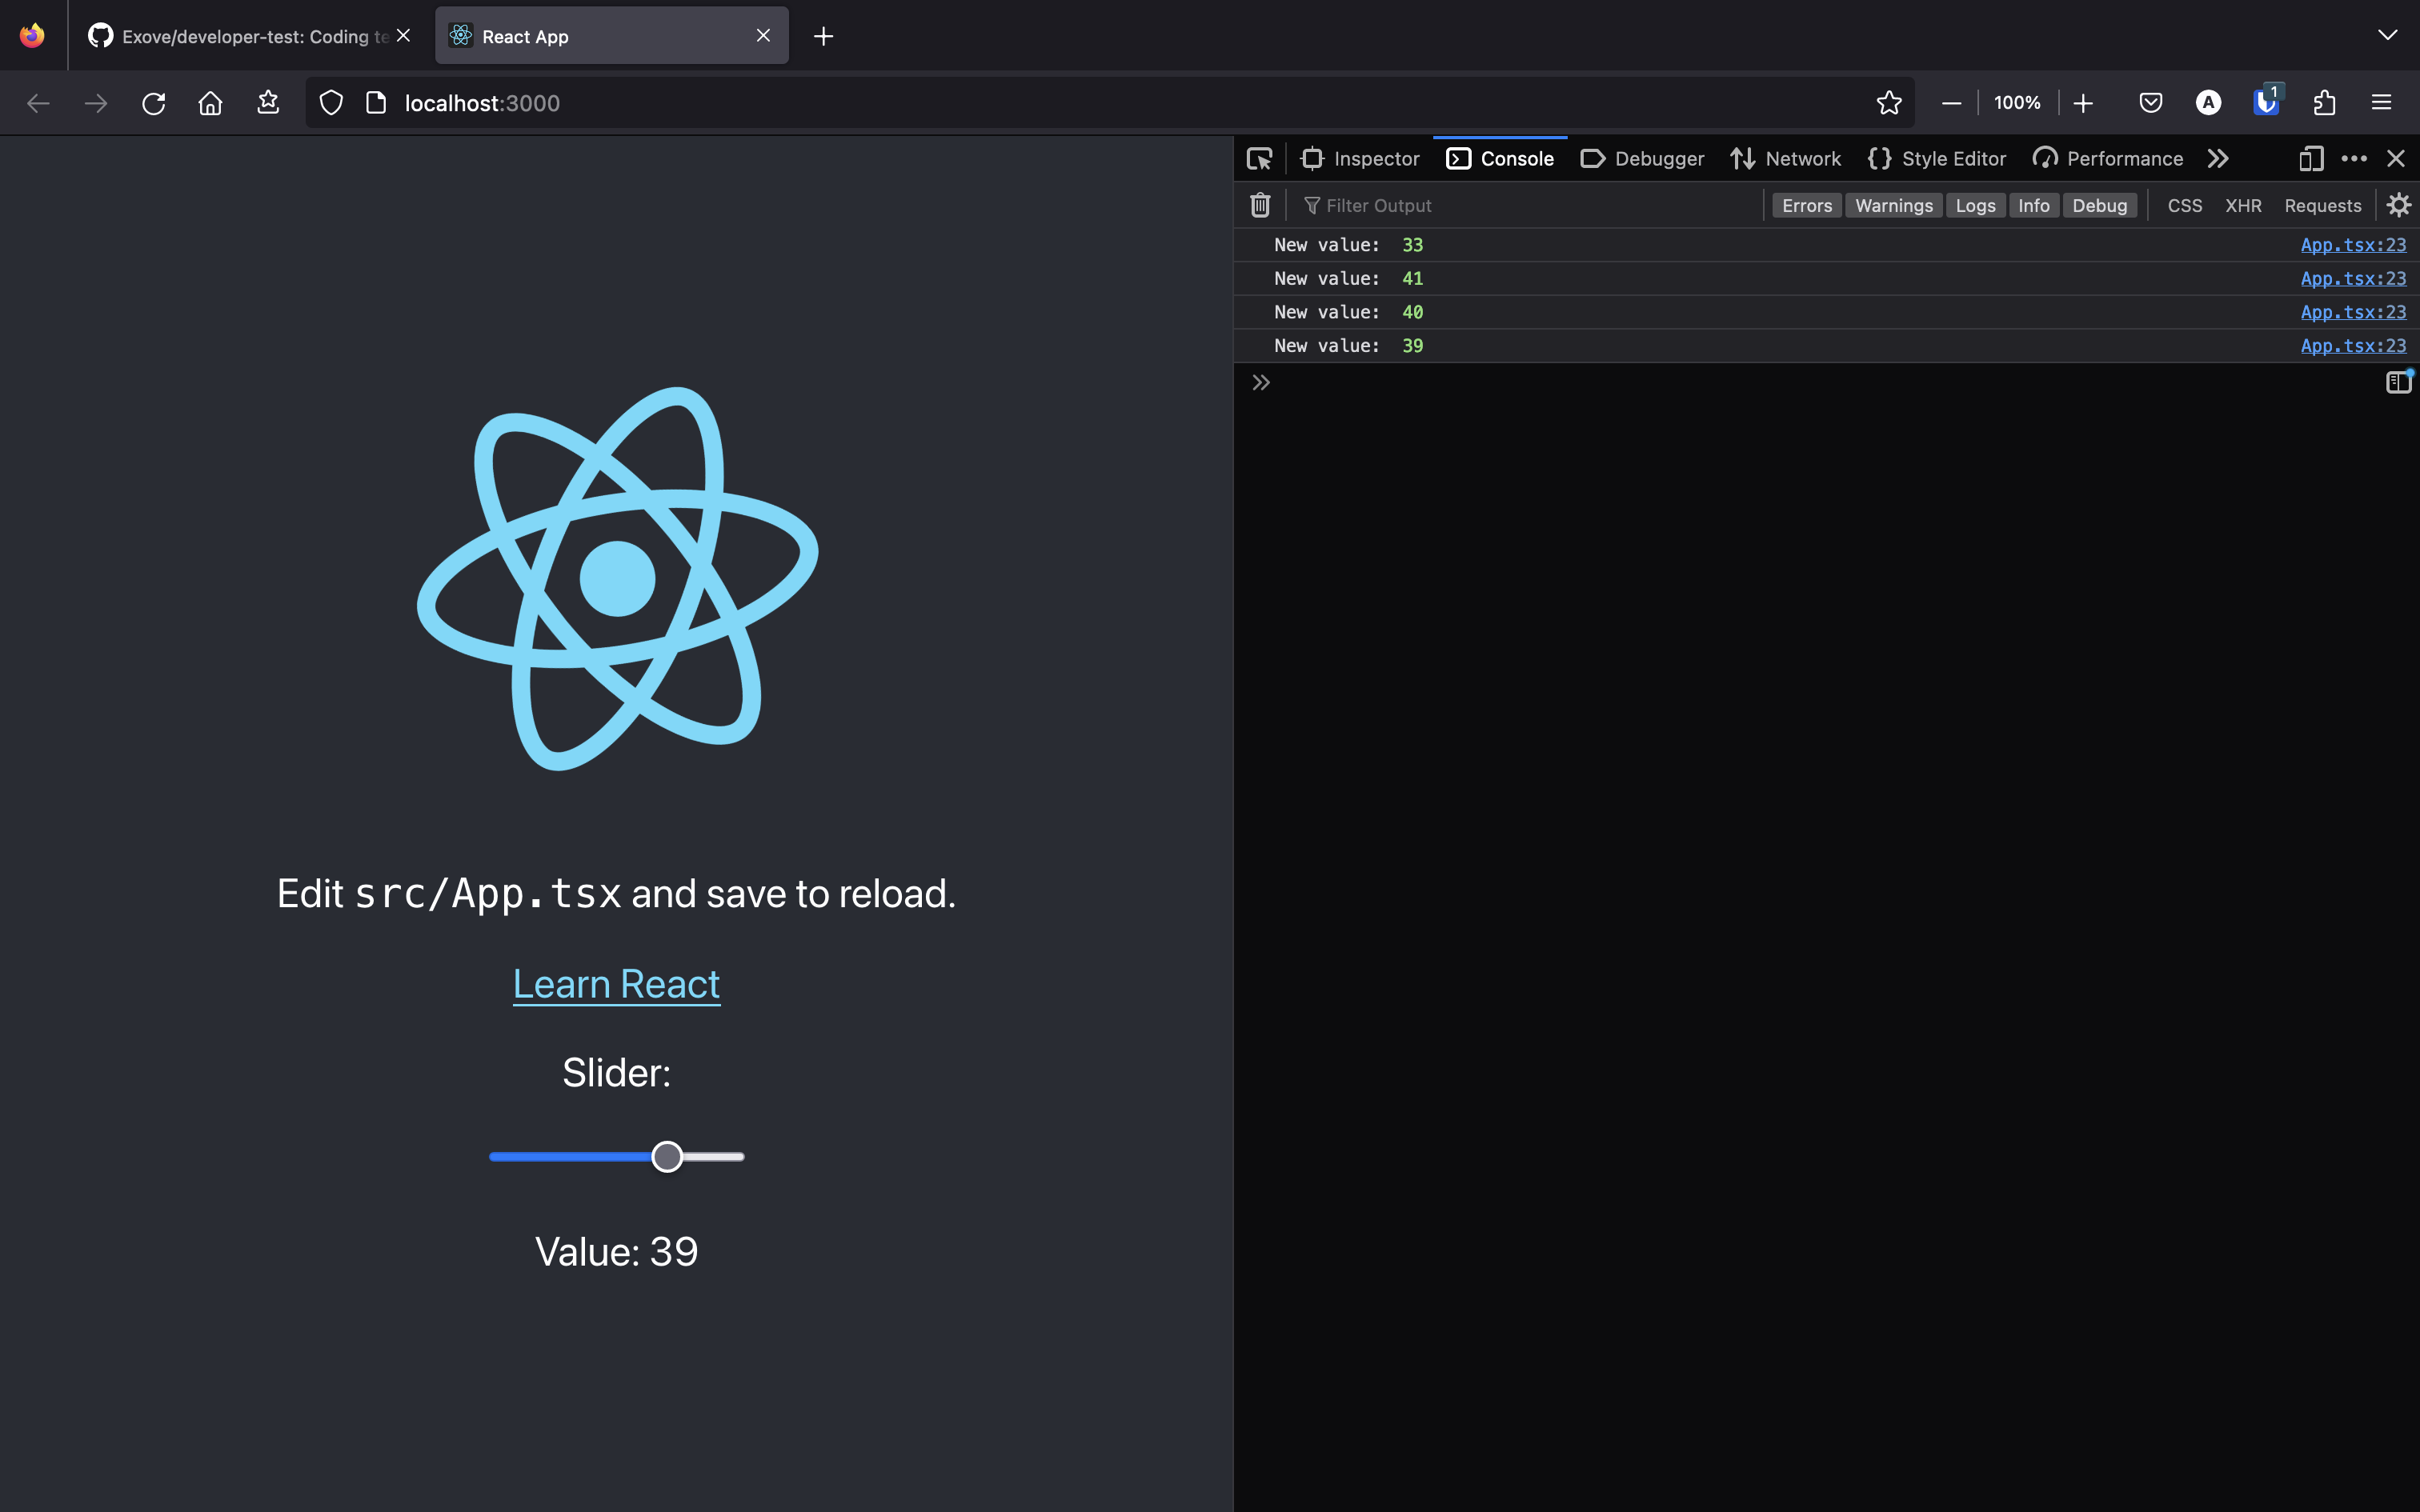 Exove/developer-test: Coding te
React App
localhost:3000
100%
A
1
Inspector
Console
Debugger
Network
Style Editor
Performance
Filter Output
Errors
Warnings
Logs
Info
Debug
CSS
XHR
Requests
New value: 33 App.tsx:23
New value: 41 App.tsx:23
New value: 40 App.tsx:23
New value: 39 App.tsx:23
Edit src/App.tsx and save to reload.
Learn React
Slider:
Value: 39